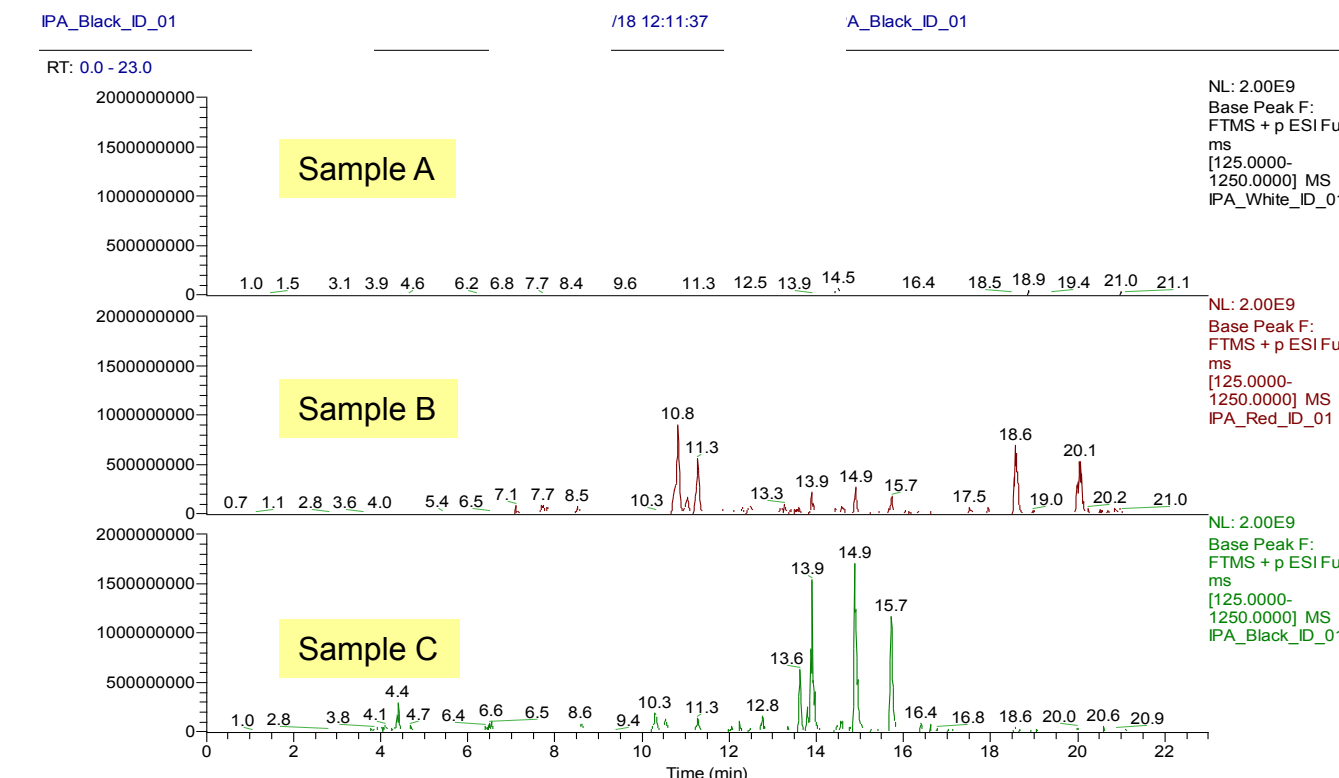 IPA_Black_ID_01 /18 12:11:37 A_Black_ID_01
RT: 0.0 - 23.0
NL: 2.00E9
Base Peak F:
FTMS + p ESI Fu
ms
[125.0000-
1250.0000] MS
IPA_White_ID_01
2000000000
1500000000
1000000000
500000000
0
Sample A
1.0 1.5 3.1 3.9 4.6 6.2 6.8 7.7 8.4 9.6 11.3 12.5 13.9 14.5 16.4 18.5 18.9 19.4 21.0 21.1
NL: 2.00E9
Base Peak F:
FTMS + p ESI Fu
ms
[125.0000-
1250.0000] MS
IPA_Red_ID_01
2000000000
1500000000
1000000000
500000000
0
Sample B
0.7 1.1 2.8 3.6 4.0 5.4 6.5 7.1 7.7 8.5 10.3 10.8 11.3 13.3 13.9 14.9 15.7 17.5 18.6 19.0 20.1 20.2 21.0
NL: 2.00E9
Base Peak F:
FTMS + p ESI Fu
ms
[125.0000-
1250.0000] MS
IPA_Black_ID_01
2000000000
1500000000
1000000000
500000000
0
Sample C
1.0 2.8 3.8 4.1 4.4 4.7 6.4 6.6 6.5 8.6 9.4 10.3 11.3 12.8 13.6 13.9 14.9 15.7 16.4 16.8 18.6 20.0 20.6 20.9
0 2 4 6 8 10 12 14 16 18 20 22
Time (min)